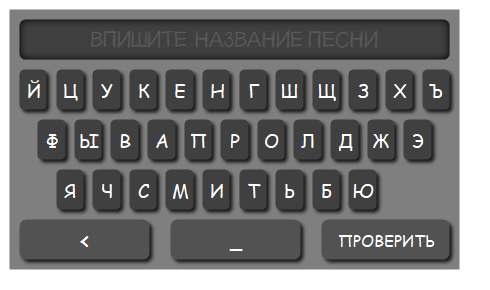 ВПИШИТЕ НАЗВАНИЕ ПЕСНИ
Й Ц У К Е Н Г Ш Щ З Х Ъ
Ф Ы В А П Р О Л Д Ж Э
Я Ч С М И Т Ь Б Ю
< _ ПРОВЕРИТЬ